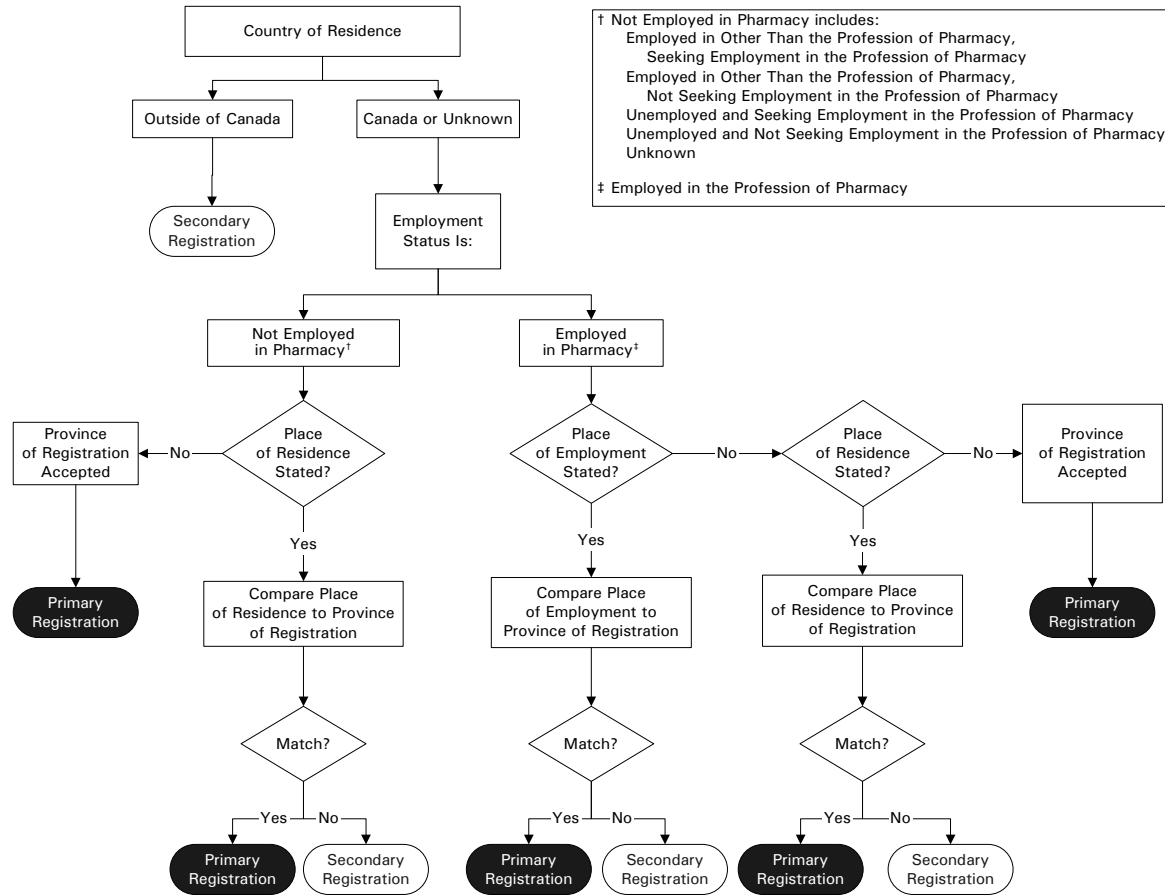 Country of Residence
† Not Employed in Pharmacy includes:
Employed in Other Than the Profession of Pharmacy,
Seeking Employment in the Profession of Pharmacy
Employed in Other Than the Profession of Pharmacy,
Not Seeking Employment in the Profession of Pharmacy
Unemployed and Seeking Employment in the Profession of Pharmacy
Unemployed and Not Seeking Employment in the Profession of Pharmacy
Unknown
‡ Employed in the Profession of Pharmacy
Outside of Canada
Canada or Unknown
Secondary
Registration
Employment
Status Is:
Not Employed
in Pharmacy†
Employed
in Pharmacy‡
Province
of Registration
Accepted
No
Place
of Residence
Stated?
Place
of Employment
Stated?
No
Place
of Residence
Stated?
No
Province
of Registration
Accepted
Yes
Yes
Yes
Primary
Registration
Compare Place
of Residence to Province
of Registration
Compare Place
of Employment to
Province of Registration
Compare Place
of Residence to Province
of Registration
Primary
Registration
Match?
Match?
Match?
Yes
No
Yes
No
Yes
No
Primary
Registration
Secondary
Registration
Primary
Registration
Secondary
Registration
Primary
Registration
Secondary
Registration